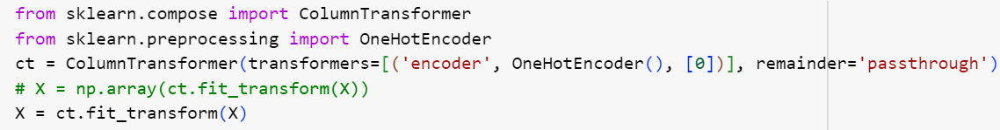 from sklearn.compose import ColumnTransformer
from sklearn.preprocessing import OneHotEncoder
ct = ColumnTransformer(transformers=[('encoder', OneHotEncoder(), [0])], remainder='passthrough')
# X = np.array(ct.fit_transform(X))
X = ct.fit_transform(X)